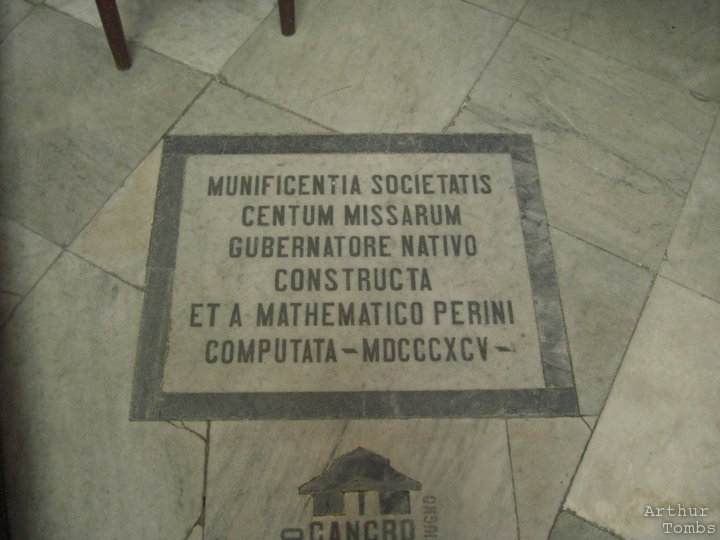 MUNIFICENTIA SOCIETATIS
CENTUM MISSARUM
GUBERNATORE NATIVO
CONSTRUCTA
ET A MATHEMATICO PERINI
COMPUTATA - MDCCCXCV -
CANCRO
Arthur
Tombs